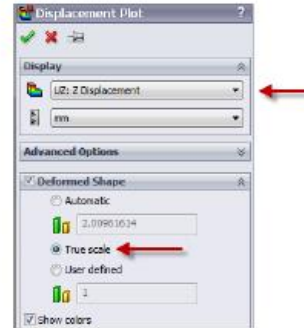 Displacement Plot ?
Display
UZ: Z Displacement
mm
Advanced Options
Deformed Shape
Automatic
2.00961614
True scale
User defined
1
Show colors